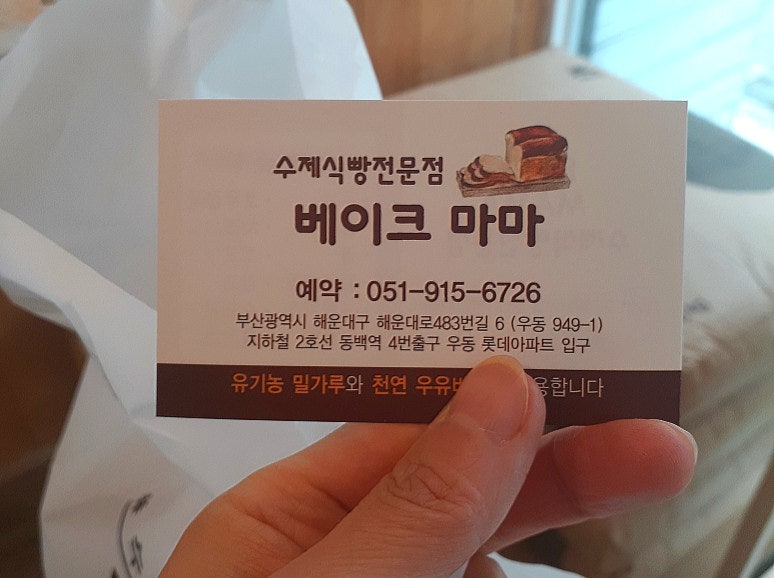 수제식빵전문점
베이크 마마
예약 : 051-915-6726
부산광역시 해운대구 해운대로483번길 6 (우동 949-1)
지하철 2호선 동백역 4번출구 우동 롯데아파트 입구
유기농 밀가루와 천연 우유 합니다